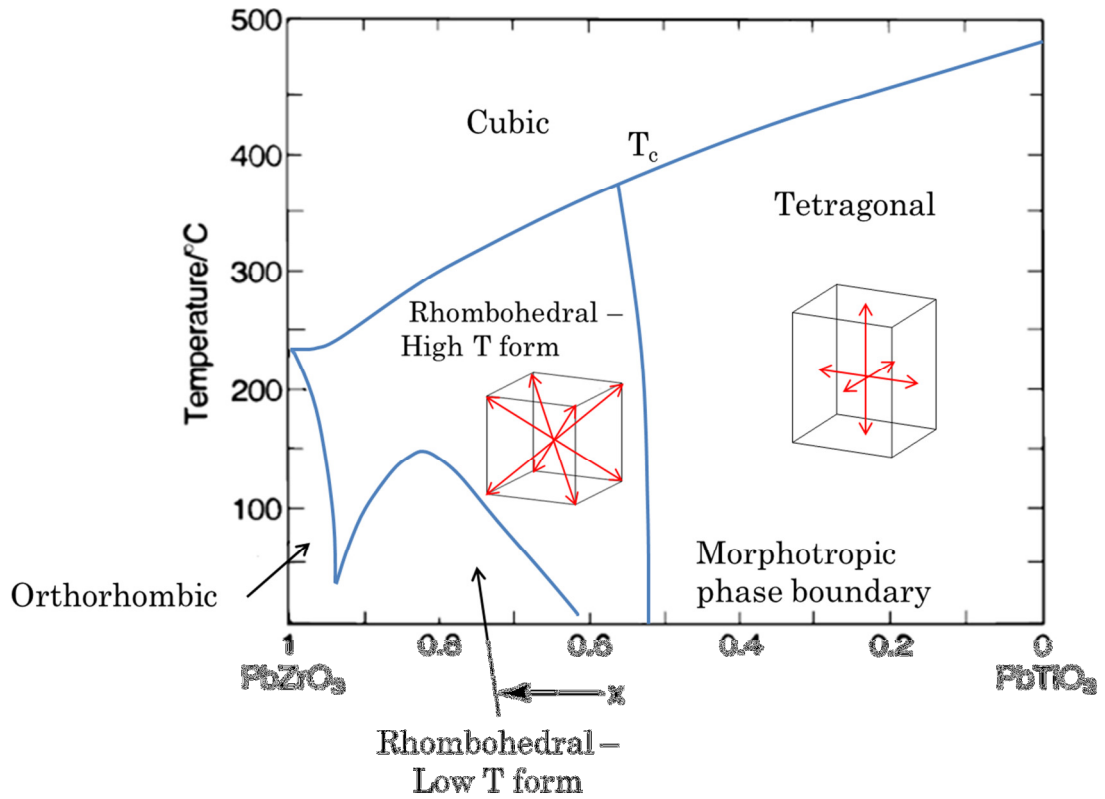 500
Cubic
T_c
400
Tetragonal
Temperature/°C
300
Rhombohedral –
High T form
200
100
Morphotropic
phase boundary
Orthorhombic
1 0.8 0.6 0.4 0.2 0
PbZrO₃ PbTiO₃
x
Rhombohedral –
Low T form